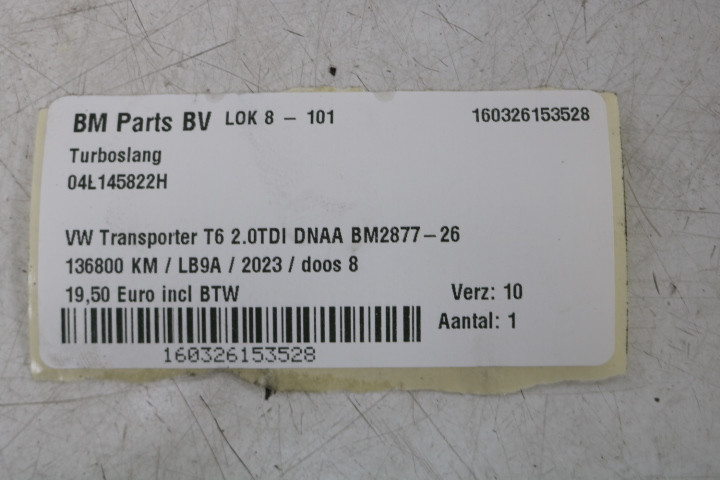 BM Parts BV LOK 8 - 101 160326153528
Turboslang
04L145822H
VW Transporter T6 2.0TDI DNAA BM2877-26
136800 KM / LB9A / 2023 / doos 8
19,50 Euro incl BTW Verz: 10
Aantal: 1
160326153528